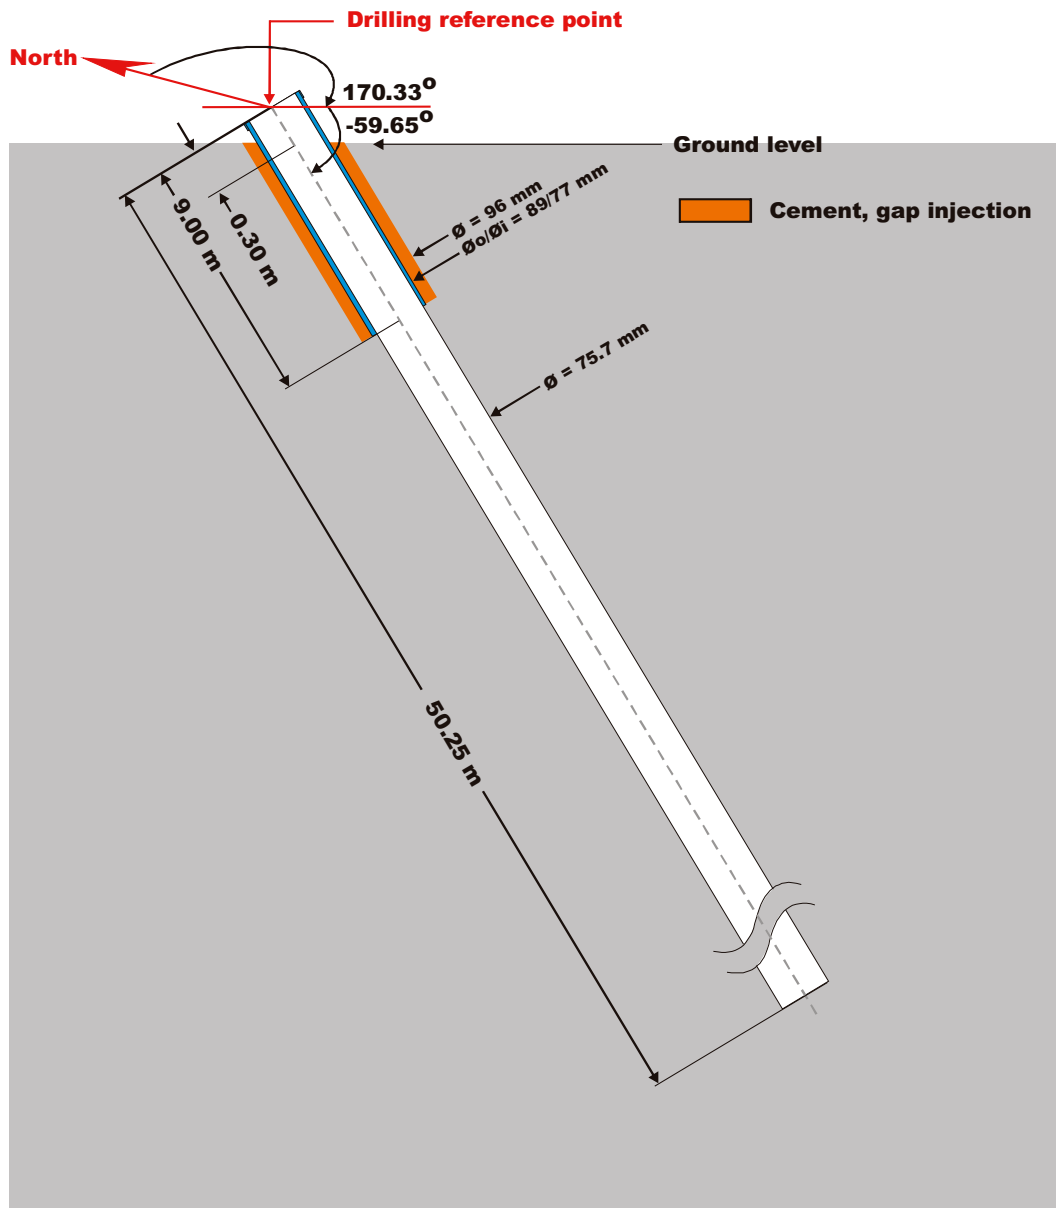 Drilling reference point
North
170.33°
-59.65°
Ground level
Ø = 96 mm
Øo/Øi = 89/77 mm
Cement, gap injection
9.00 m
0.30 m
Ø = 75.7 mm
50.25 m